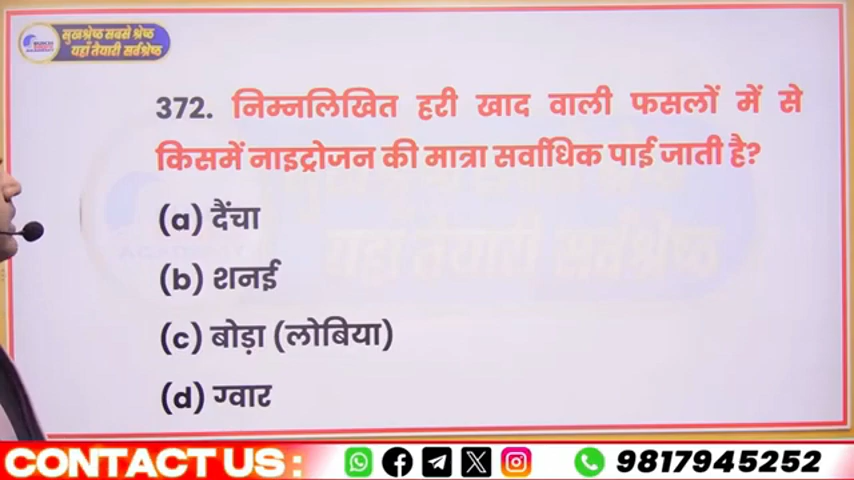 सुखश्रेष्ठ सबसे श्रेष्ठ
यहाँ तैयारी सर्वश्रेष्ठ
372. निम्नलिखित हरी खाद वाली फसलों में से
किसमें नाइट्रोजन की मात्रा सर्वाधिक पाई जाती है?
(a) दैंचा
(b) शनई
(c) बोड़ा (लोबिया)
(d) ग्वार
CONTACT US :
9817945252